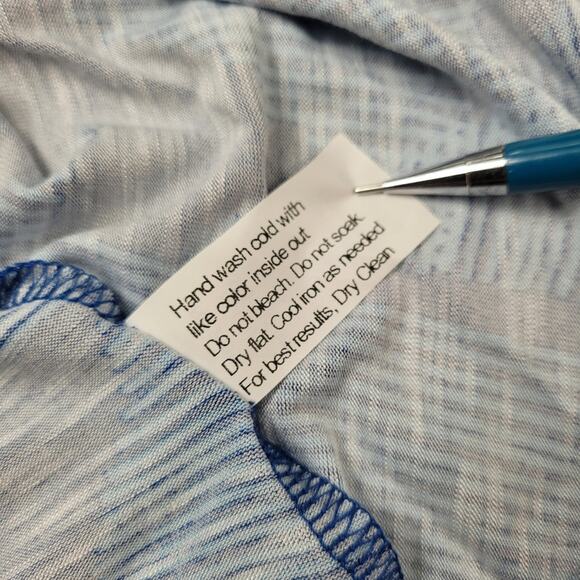 Hand wash cold with
like color inside out
Do not bleach. Do not soak
Dry flat. Cool iron as needed
For best results, Dry Clean